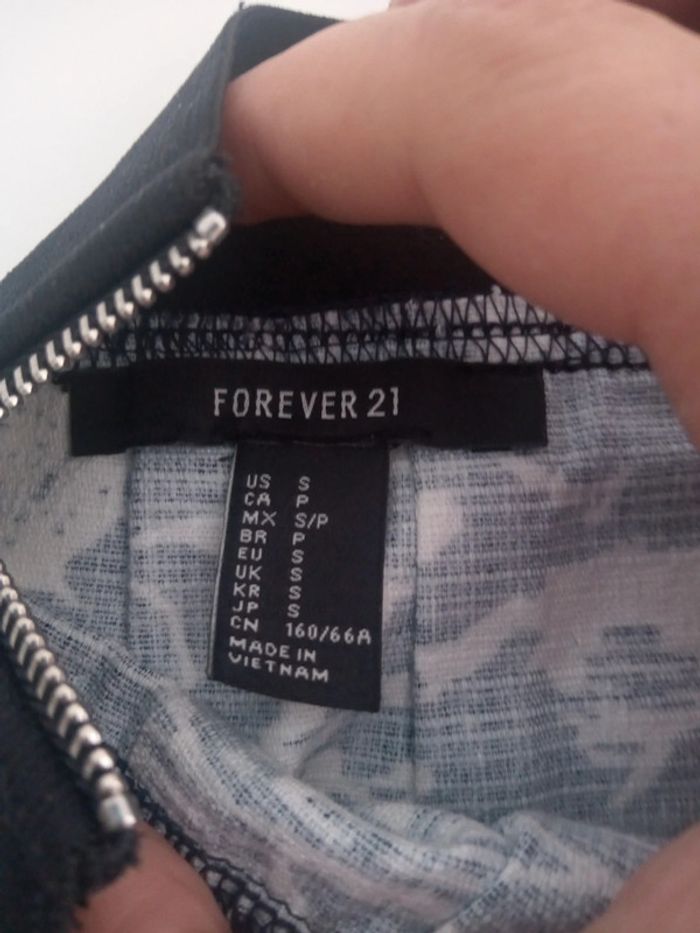 FOREVER 21
US S
CA P
MX S/P
BR P
EU S
UK S
KR S
JP S
CN 160/66A
MADE IN
VIETNAM